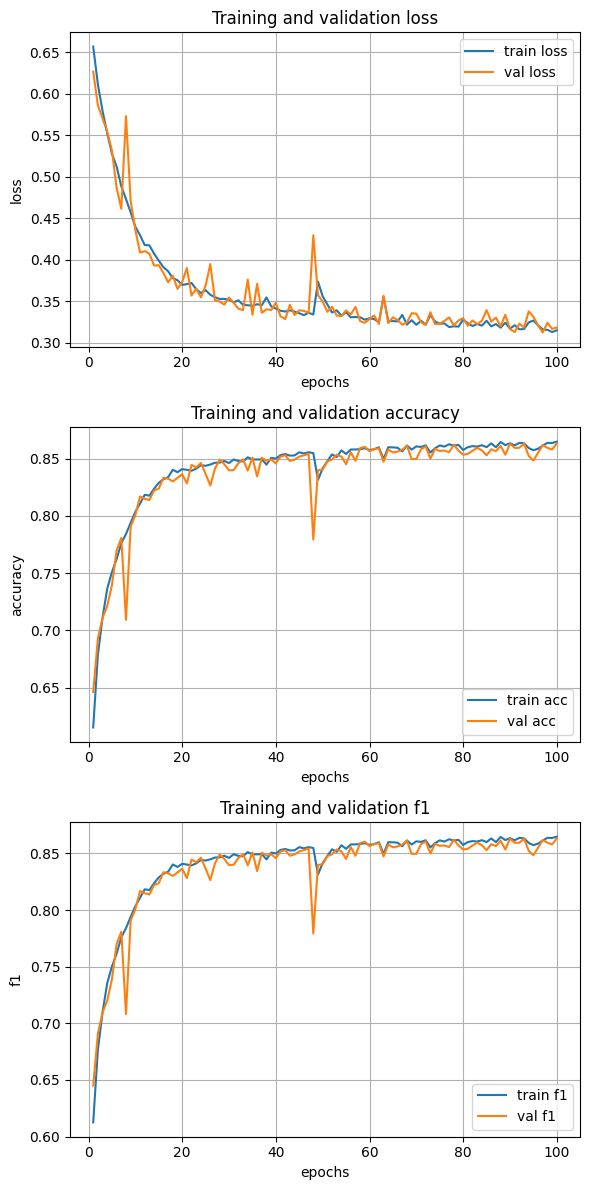 Training and validation loss
train loss
val loss
0.65
0.60
0.55
0.50
0.45
0.40
0.35
0.30
loss
0 20 40 60 80 100
epochs
Training and validation accuracy
0.85
0.80
0.75
0.70
0.65
accuracy
train acc
val acc
0 20 40 60 80 100
epochs
Training and validation f1
0.85
0.80
0.75
0.70
0.65
0.60
f1
train f1
val f1
0 20 40 60 80 100
epochs